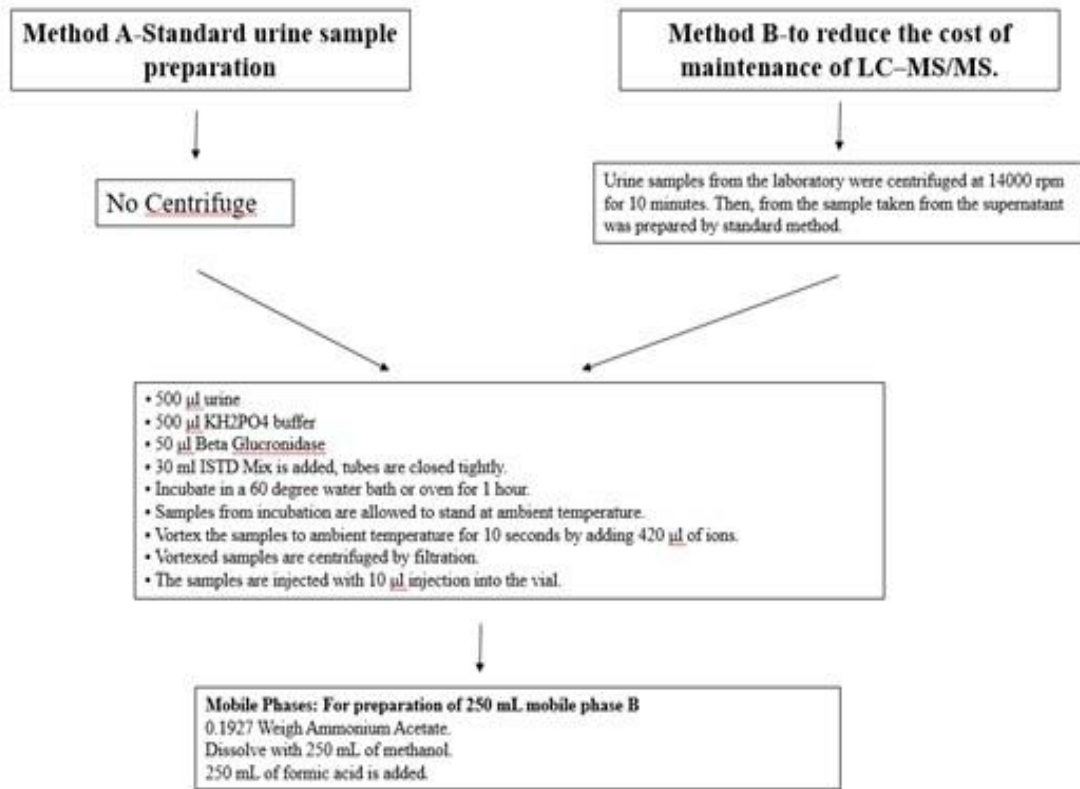 Method A-Standard urine sample
preparation
Method B-to reduce the cost of
maintenance of LC–MS/MS.
No Centrifuge
Urine samples from the laboratory were centrifuged at 14000 rpm
for 10 minutes. Then, from the sample taken from the supernatant
was prepared by standard method.
• 500 µl urine
• 500 µl KH2PO4 buffer
• 50 µl Beta Glucronidase
• 30 ml ISTD Mix is added, tubes are closed tightly.
• Incubate in a 60 degree water bath or oven for 1 hour.
• Samples from incubation are allowed to stand at ambient temperature.
• Vortex the samples to ambient temperature for 10 seconds by adding 420 µl of ions.
• Vortexed samples are centrifuged by filtration.
• The samples are injected with 10 µl injection into the vial.
Mobile Phases: For preparation of 250 mL mobile phase B
0.1927 Weigh Ammonium Acetate.
Dissolve with 250 mL of methanol.
250 mL of formic acid is added.